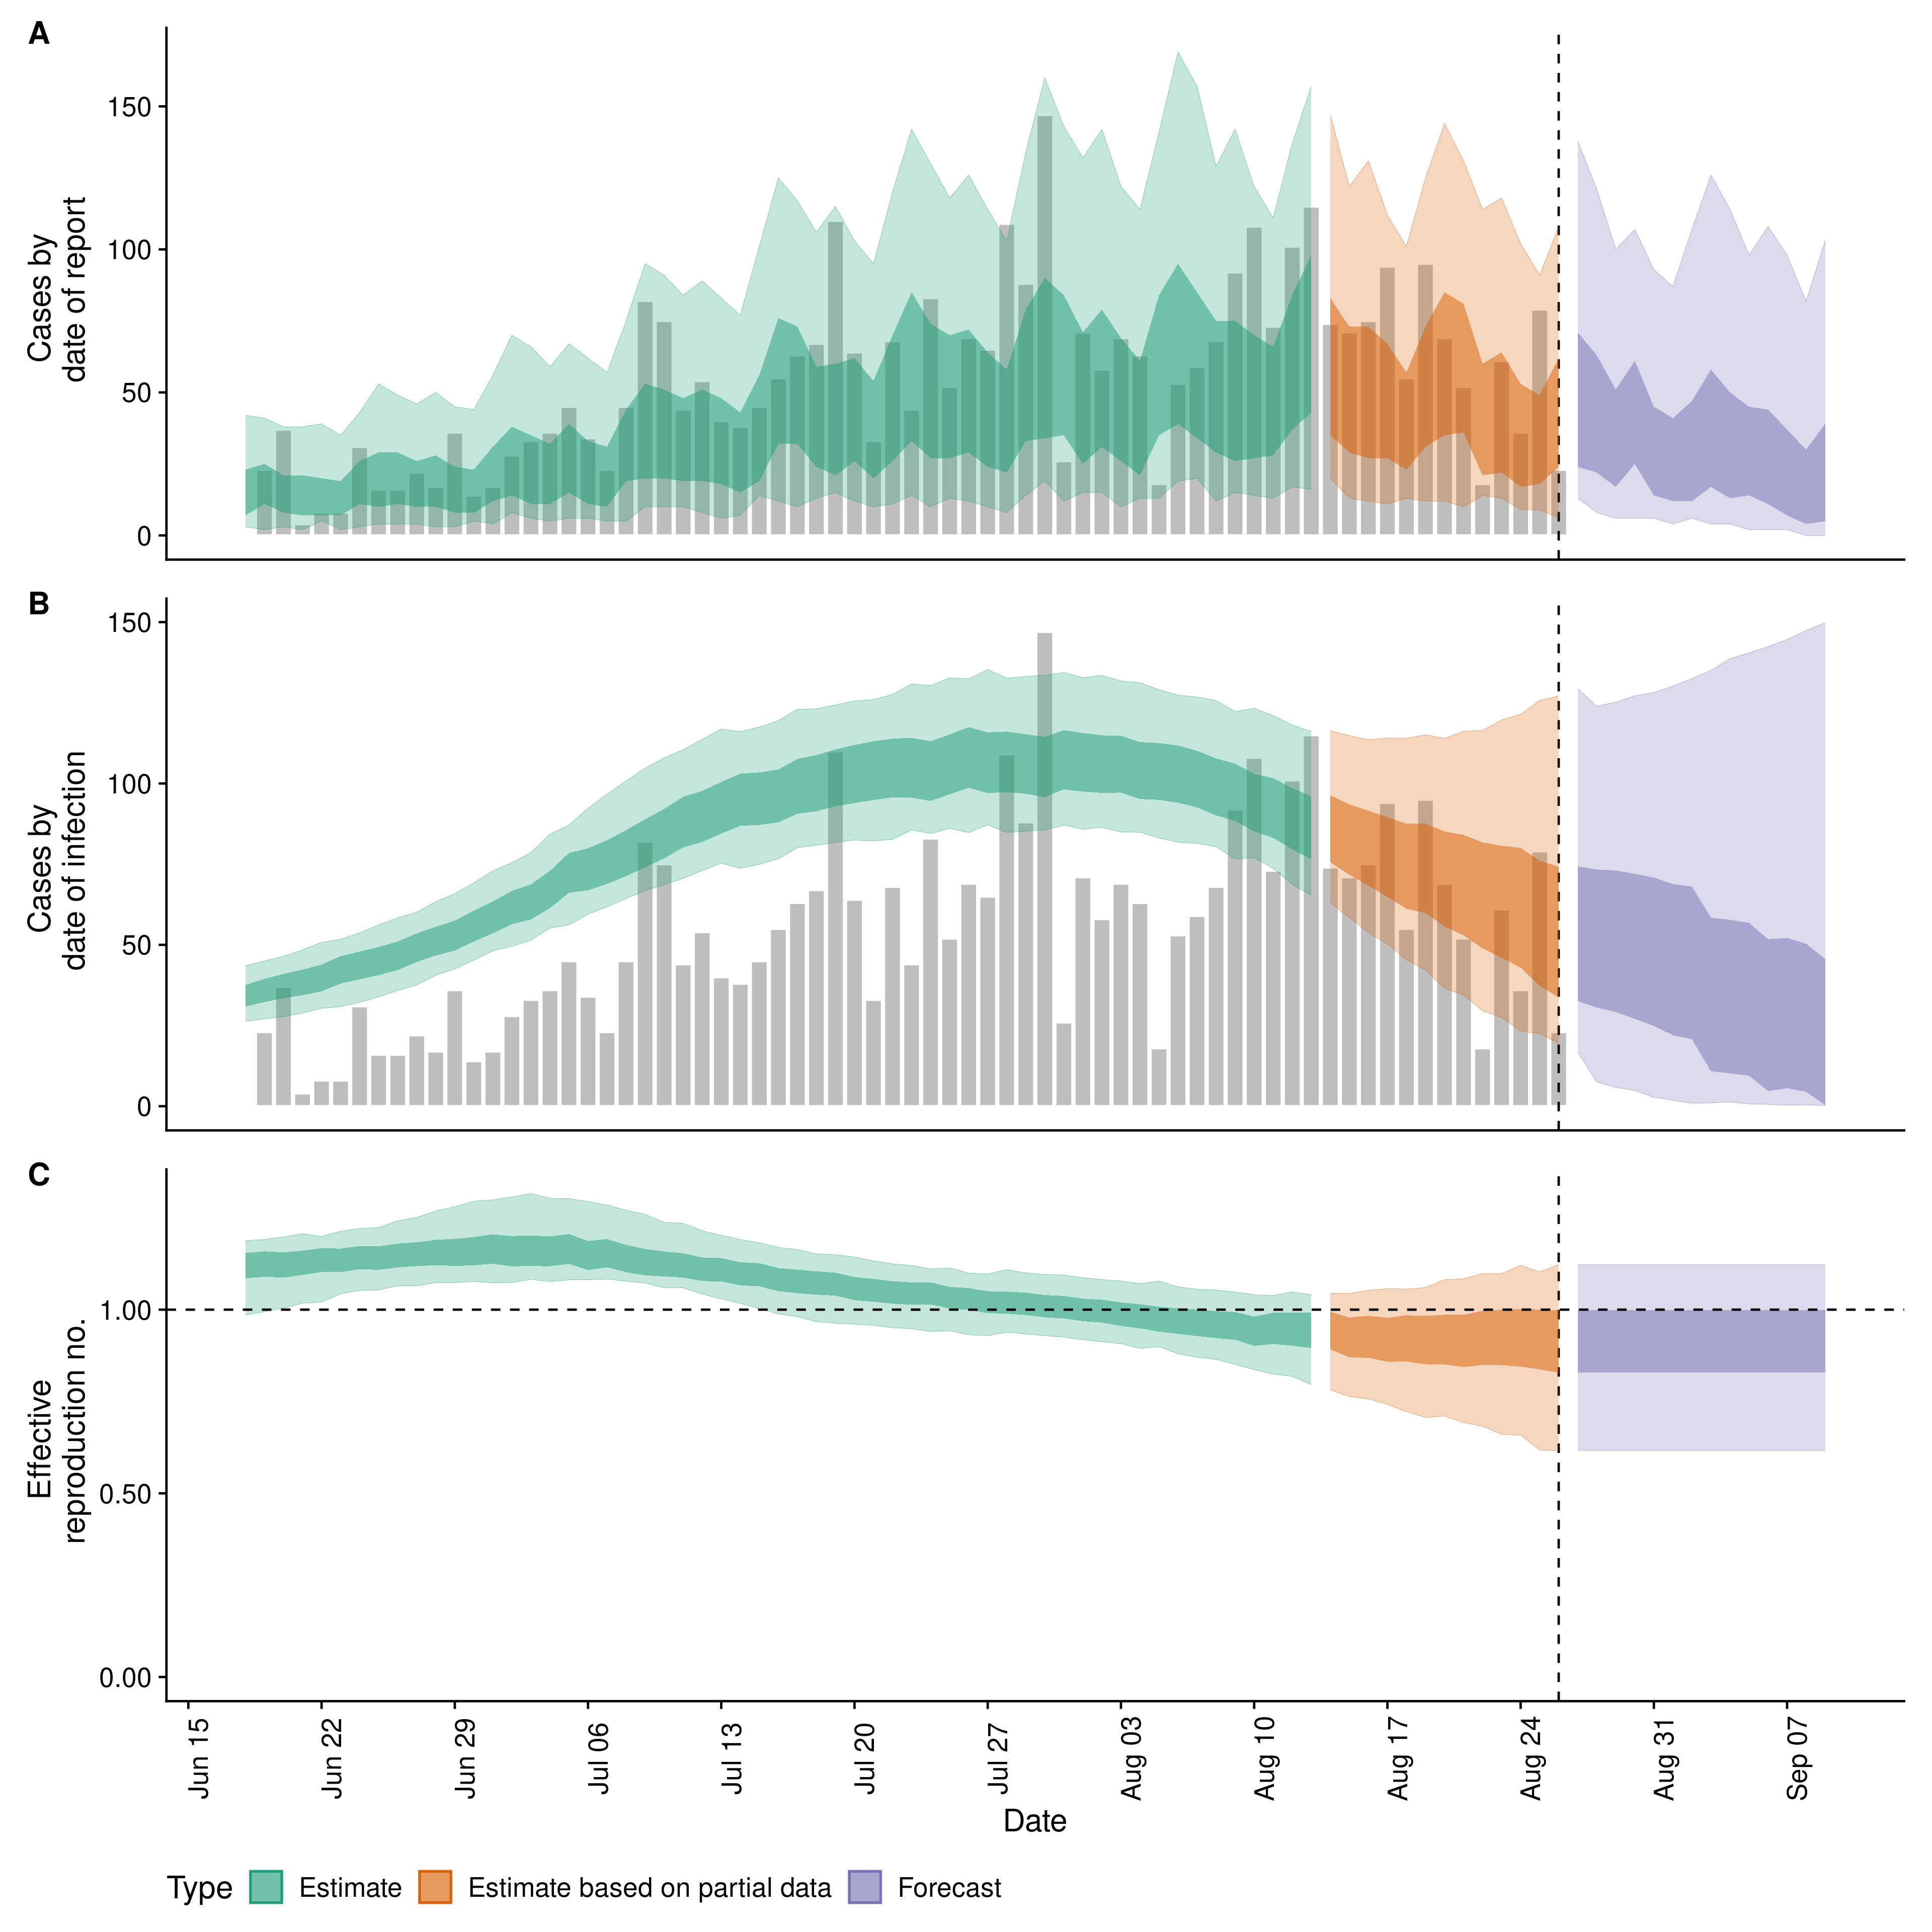 A
Cases by
date of report
150
100
50
0
B
Cases by
date of infection
150
100
50
0
C
Effective
reproduction no.
1.00
0.50
0.00
Jun 15
Jun 22
Jun 29
Jul 06
Jul 13
Jul 20
Jul 27
Aug 03
Aug 10
Aug 17
Aug 24
Aug 31
Sep 07
Date
Type Estimate Estimate based on partial data Forecast